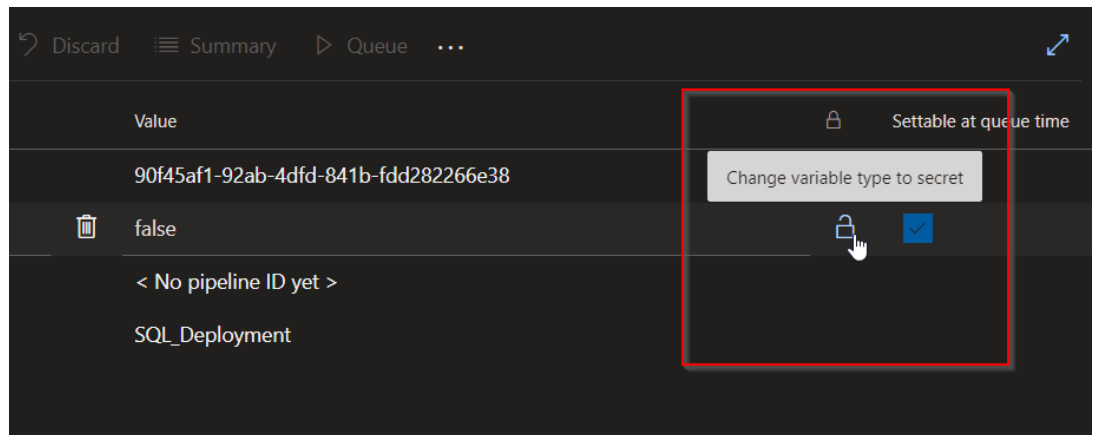 Discard Summary Queue ...
Value Settable at queue time
90f45af1-92ab-4dfd-841b-fdd282266e38
Change variable type to secret
false
< No pipeline ID yet >
SQL_Deployment